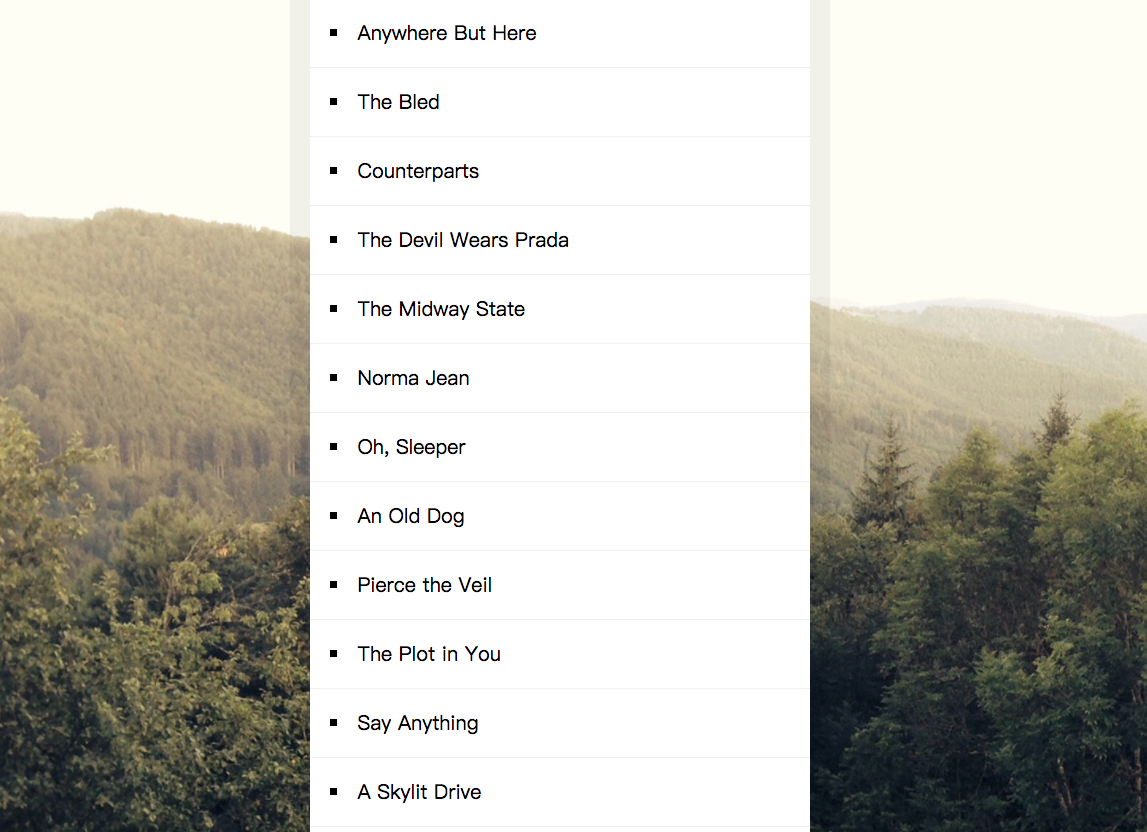 Anywhere But Here
The Bled
Counterparts
The Devil Wears Prada
The Midway State
Norma Jean
Oh, Sleeper
An Old Dog
Pierce the Veil
The Plot in You
Say Anything
A Skylit Drive